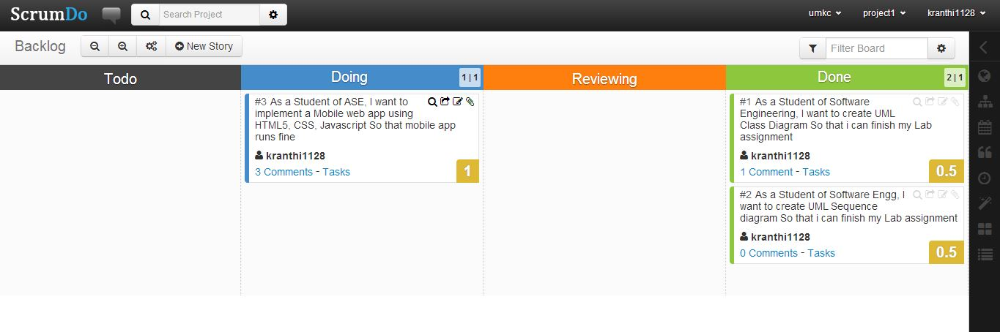 ScrumDo
Search Project
umkc
project1
kranthi1128
Backlog
New Story
Filter Board
Todo
Doing
1 | 1
Reviewing
Done
2 | 1
#3 As a Student of ASE, I want to
implement a Mobile web app using
HTML5, CSS, Javascript So that mobile app
runs fine
kranthi1128
3 Comments - Tasks
1
#1 As a Student of Software
Engineering, I want to create UML
Class Diagram So that i can finish my Lab
assignment
kranthi1128
1 Comment - Tasks
0.5
#2 As a Student of Software Engg, I
want to create UML Sequence
diagram So that i can finish my Lab assignment
kranthi1128
0 Comments - Tasks
0.5